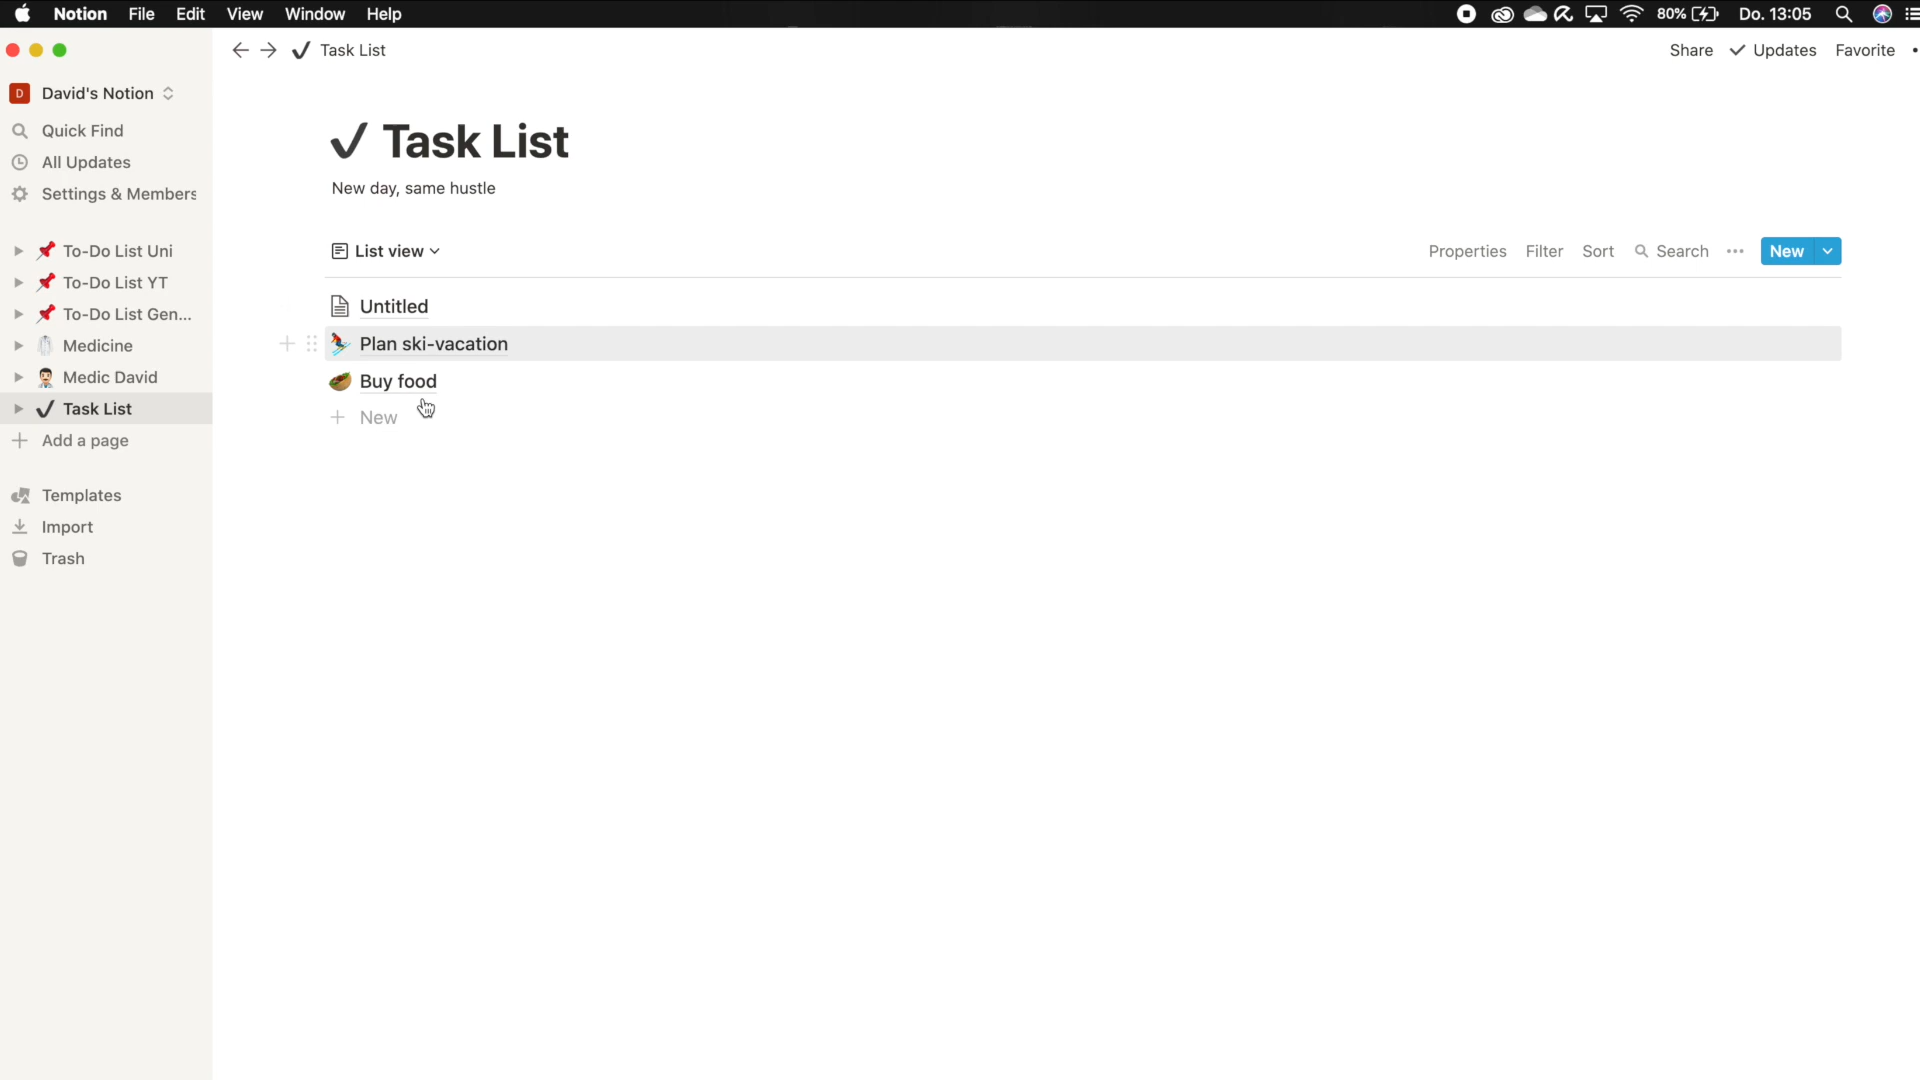 Notion File Edit View Window Help 80% Do. 13:05
Task List Share Updates Favorite
D David's Notion
Quick Find
All Updates
Settings & Members
To-Do List Uni
To-Do List YT
To-Do List Gen...
Medicine
Medic David
Task List
Add a page
Templates
Import
Trash
Task List
New day, same hustle
List view Properties Filter Sort Search New
Untitled
Plan ski-vacation
Buy food
New